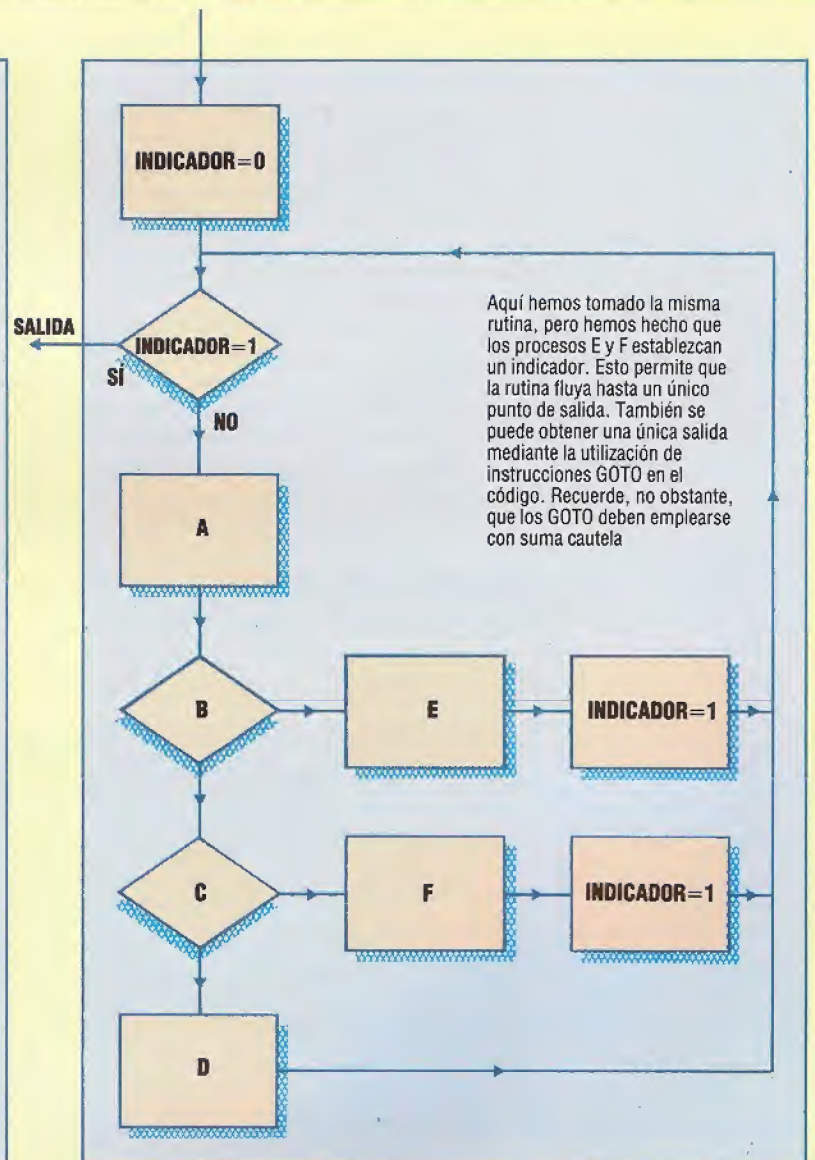 INDICADOR=0
SALIDA
INDICADOR=1
SÍ
NO
Aquí hemos tomado la misma
rutina, pero hemos hecho que
los procesos E y F establezcan
un indicador. Esto permite que
la rutina fluya hasta un único
punto de salida. También se
puede obtener una única salida
mediante la utilización de
instrucciones GOTO en el
código. Recuerde, no obstante,
que los GOTO deben emplearse
con suma cautela
A
B
E
INDICADOR=1
C
F
INDICADOR=1
D